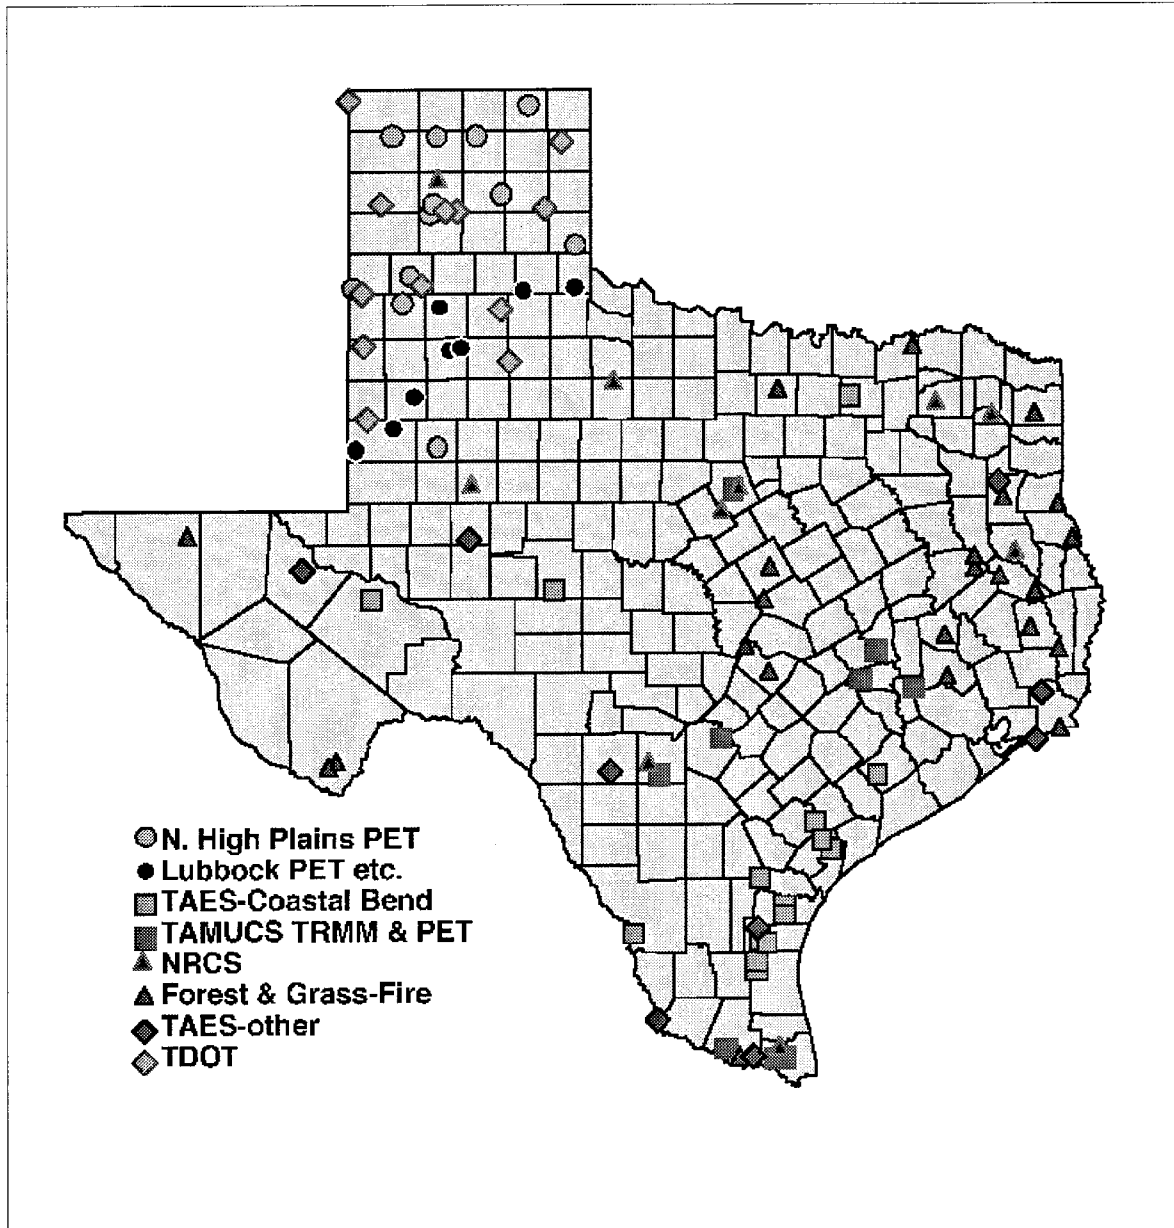 N. High Plains PET
Lubbock PET etc.
TAES-Coastal Bend
TAMUCS TRMM & PET
NRCS
Forest & Grass-Fire
TAES-other
TDOT